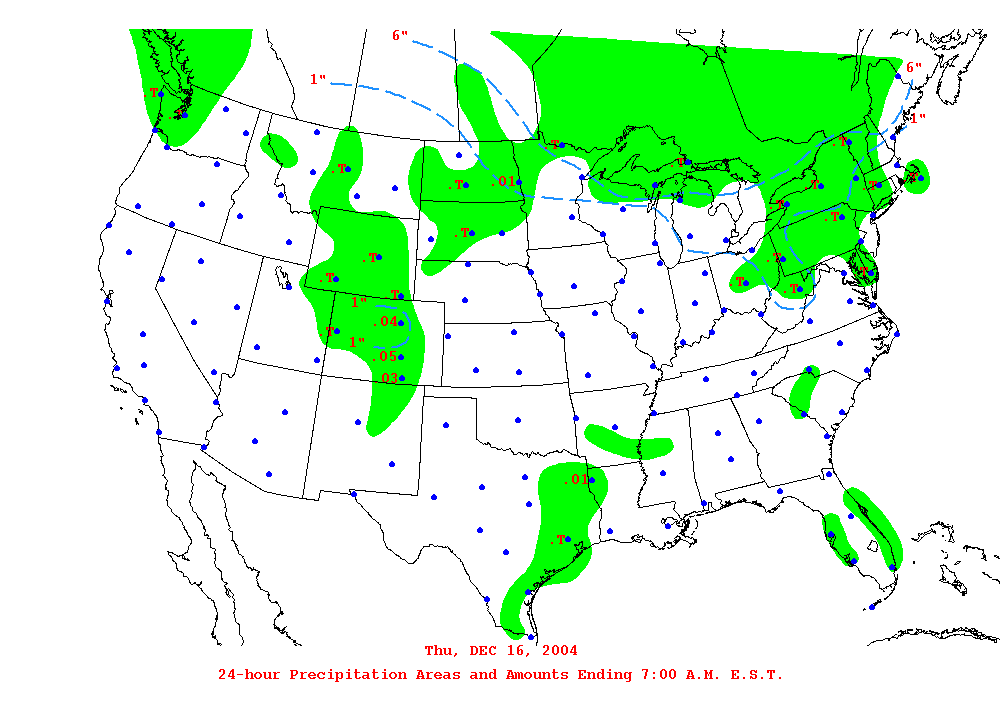 6"
6"
1"
.T
1"
.T
.T
.T
.T
.T
.01
.T
.T
.T
.T
.T
.T
.T
.T
.T
.T
.T
.T
1"
.04
.T
1"
.05
.03
.01
.T
Thu, DEC 16, 2004
24-hour Precipitation Areas and Amounts Ending 7:00 A.M. E.S.T.